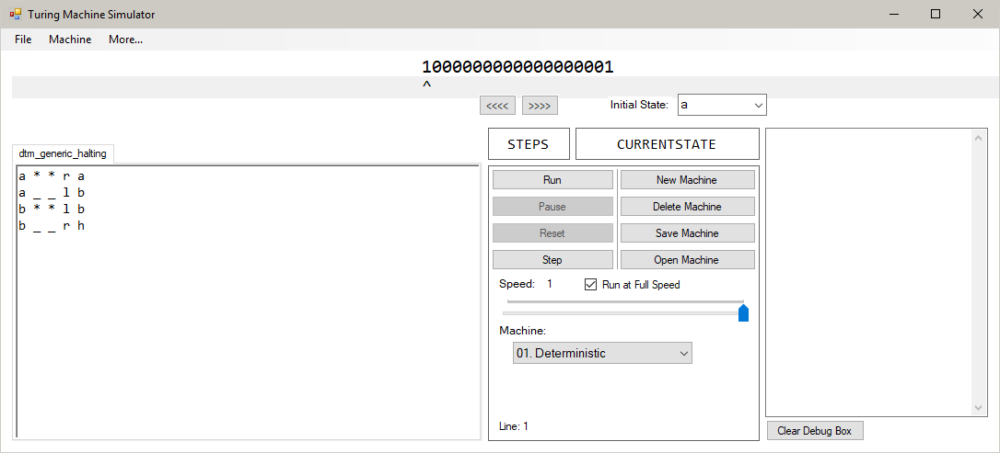 Turing Machine Simulator
File Machine More...
1000000000000000001
^
<<<< >>>> Initial State: a
dtm_generic_halting
a * * r a
a _ _ l b
b * * l b
b _ _ r h
STEPS CURRENTSTATE
Run New Machine
Pause Delete Machine
Reset Save Machine
Step Open Machine
Speed: 1 Run at Full Speed
Machine:
01. Deterministic
Line: 1
Clear Debug Box